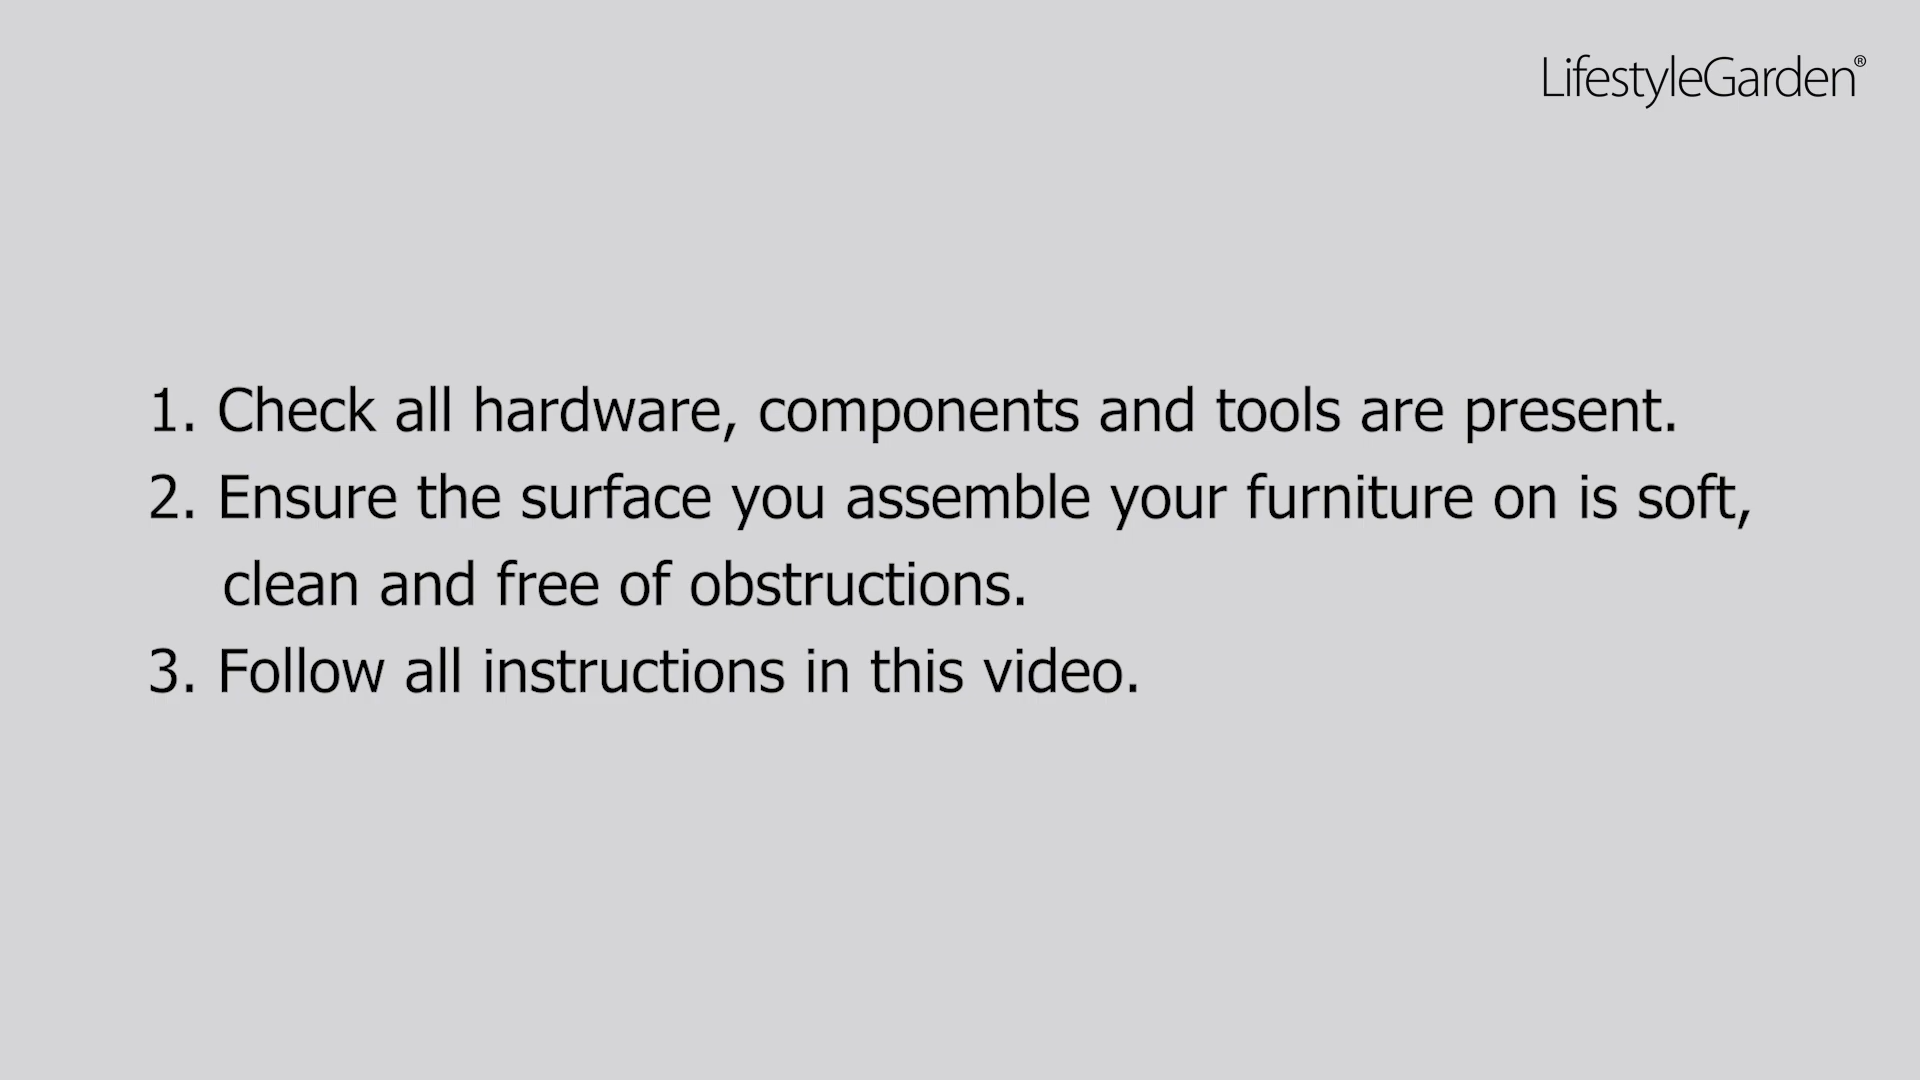 LifestyleGarden®
1. Check all hardware, components and tools are present.
2. Ensure the surface you assemble your furniture on is soft,
clean and free of obstructions.
3. Follow all instructions in this video.